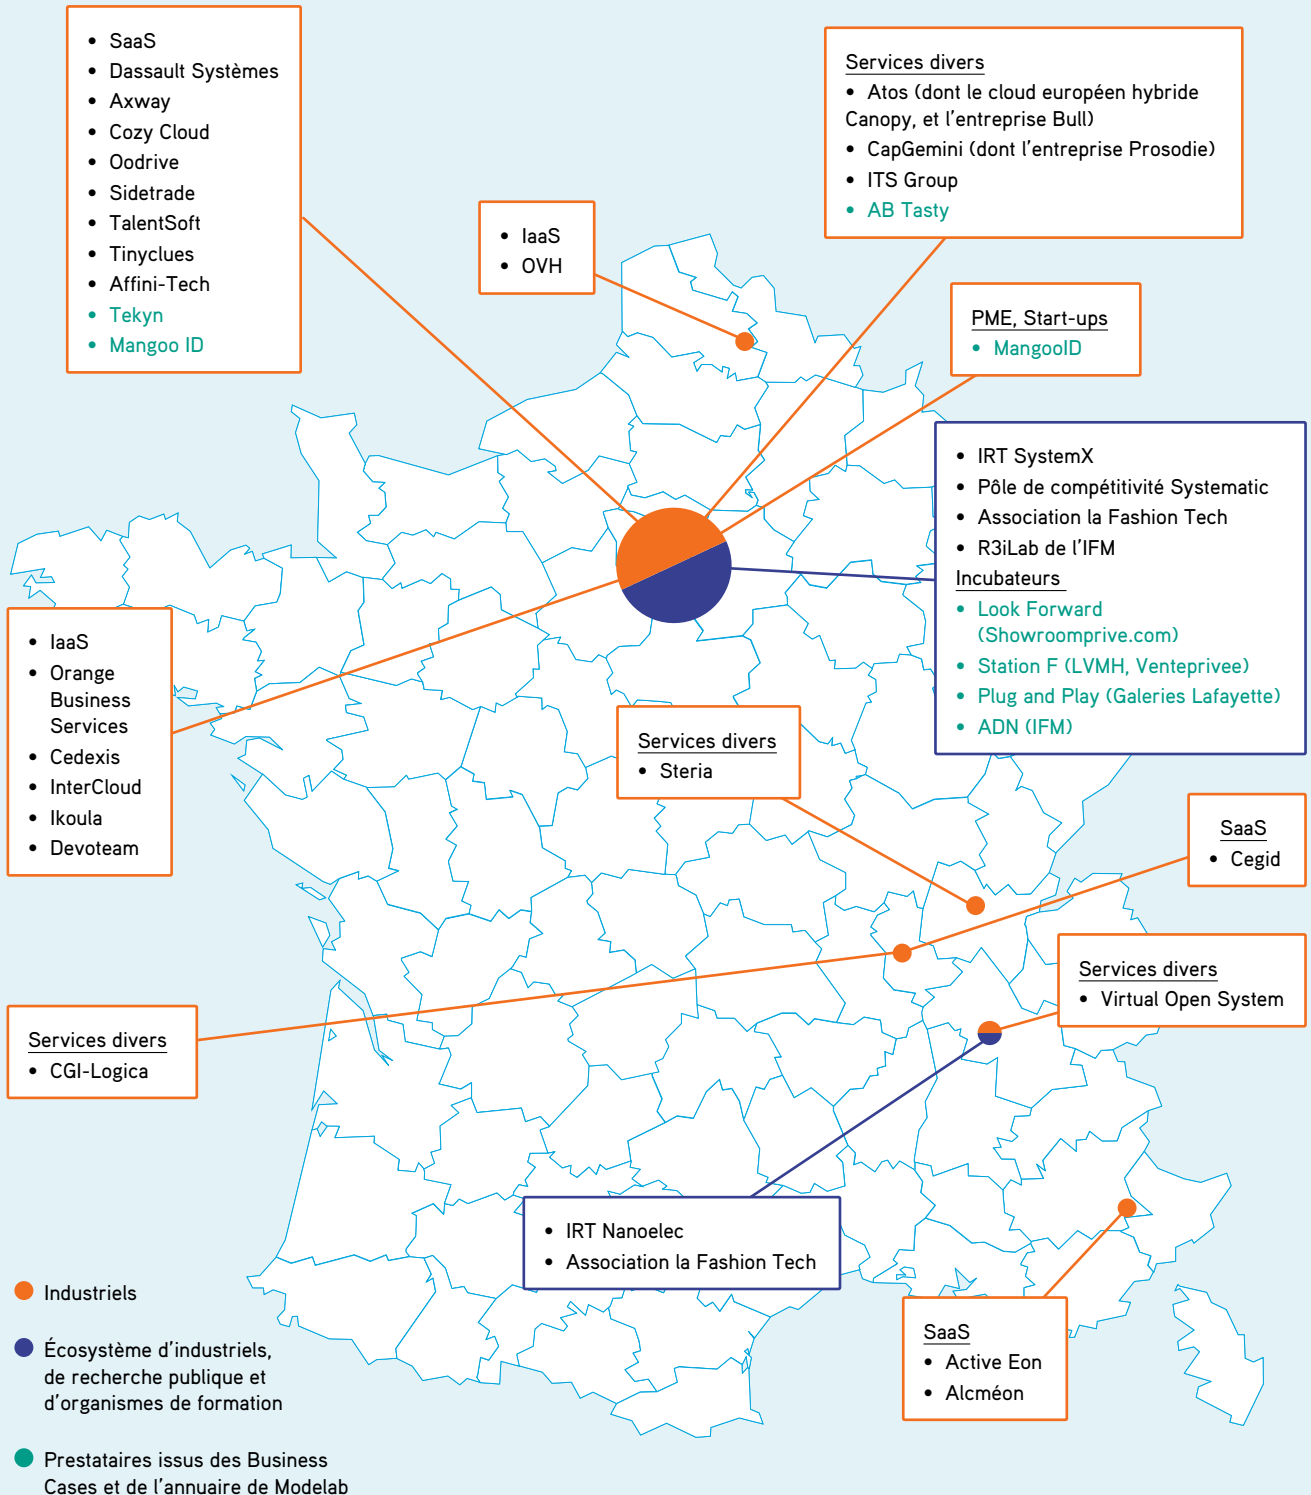 • SaaS
• Dassault Systèmes
• Axway
• Cozy Cloud
• Oodrive
• Sidetrade
• TalentSoft
• Tinyclues
• Affini-Tech
• Tekyn
• Mangoo ID
Services divers
• Atos (dont le cloud européen hybride
Canopy, et l'entreprise Bull)
• CapGemini (dont l'entreprise Prosodie)
• ITS Group
• AB Tasty
• IaaS
• OVH
PME, Start-ups
• MangooID
• IRT SystemX
• Pôle de compétitivité Systematic
• Association la Fashion Tech
• R3iLab de l'IFM
Incubateurs
• Look Forward
(Showroomprive.com)
• Station F (LVMH, Venteprivee)
• Plug and Play (Galeries Lafayette)
• ADN (IFM)
• IaaS
• Orange
Business
Services
• Cedexis
• InterCloud
• Ikoula
• Devoteam
Services divers
• Steria
SaaS
• Cegid
Services divers
• Virtual Open System
Services divers
• CGI-Logica
• IRT Nanoelec
• Association la Fashion Tech
SaaS
• Active Eon
• Alcméon
Industriels
Écosystème d'industriels,
de recherche publique et
d'organismes de formation
Prestataires issus des Business
Cases et de l'annuaire de Modelab